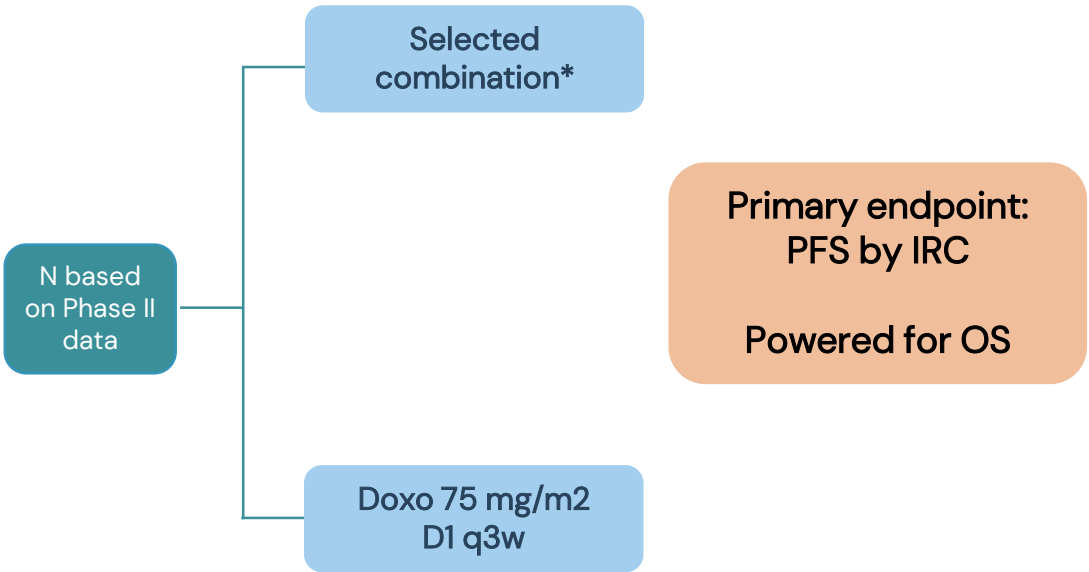 Selected
combination*
Primary endpoint:
PFS by IRC
Powered for OS
N based
on Phase II
data
Doxo 75 mg/m2
D1 q3w